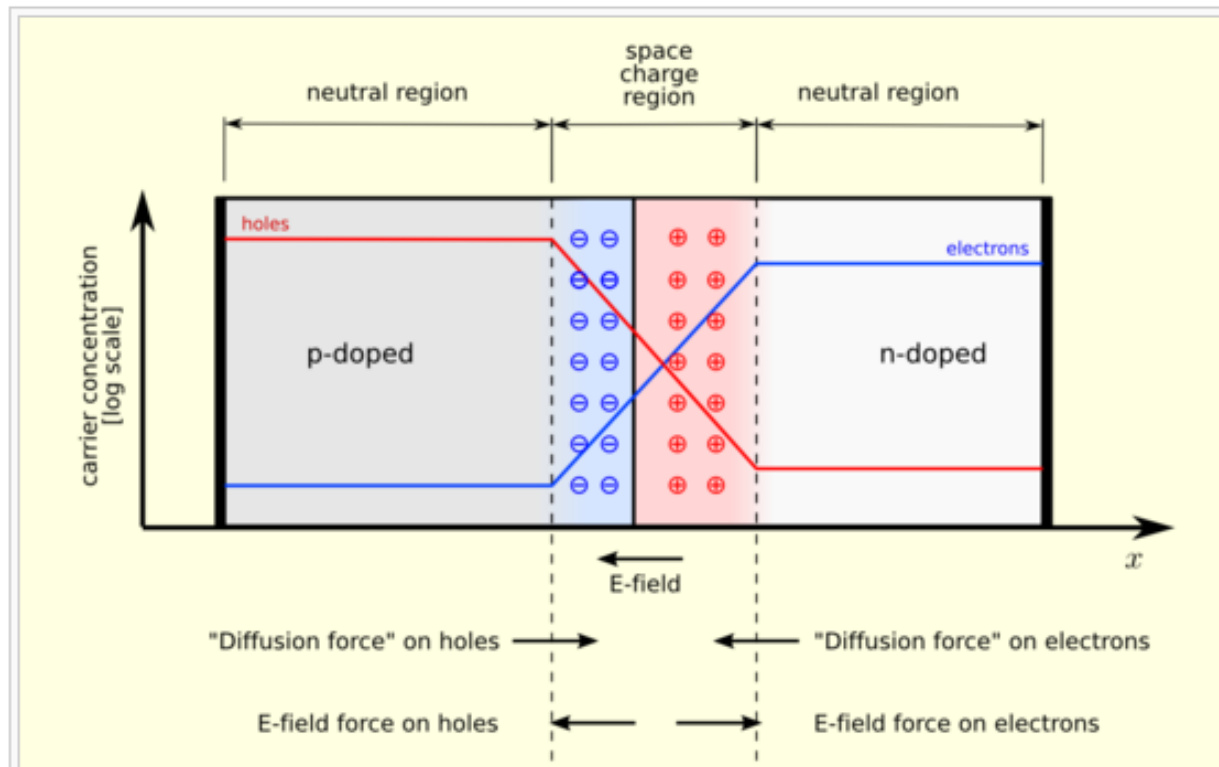 space
charge
region
neutral region
neutral region
holes
electrons
carrier concentration
[log scale]
p-doped
n-doped
x
E-field
"Diffusion force" on holes
"Diffusion force" on electrons
E-field force on holes
E-field force on electrons